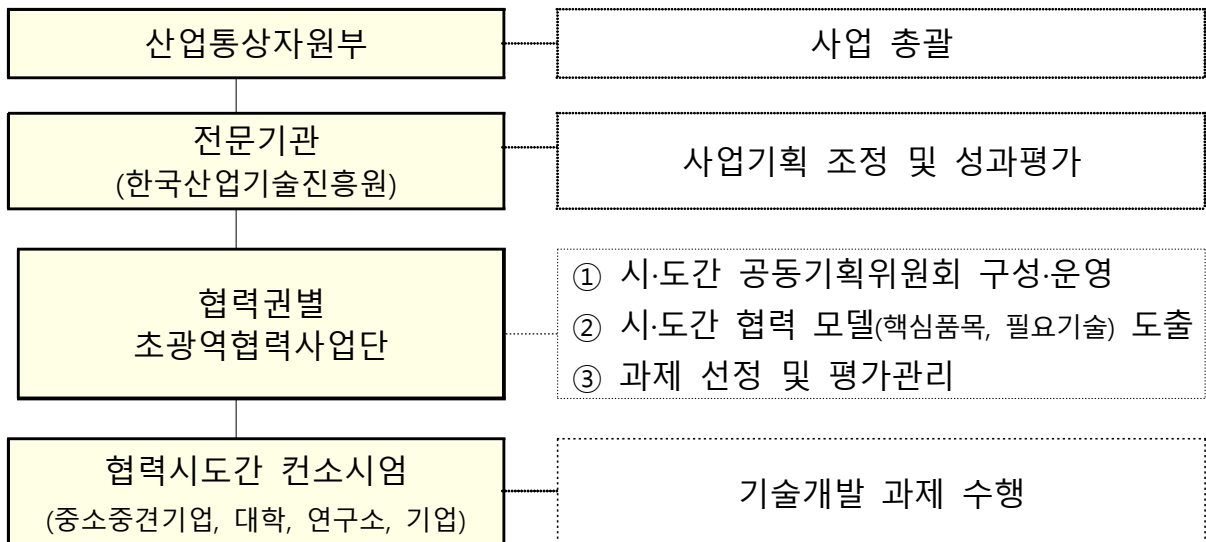 산업통상자원부
사업 총괄
전문기관
(한국산업기술진흥원)
사업기획 조정 및 성과평가
협력권별
초광역협력사업단
① 시·도간 공동기획위원회 구성·운영
② 시·도간 협력 모델(핵심품목, 필요기술) 도출
③ 과제 선정 및 평가관리
협력시도간 컨소시엄
(중소중견기업, 대학, 연구소, 기업)
기술개발 과제 수행